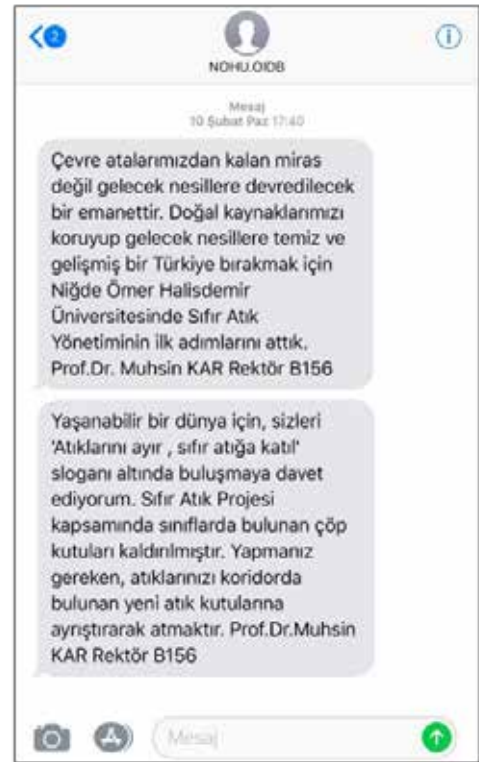 2
NOHU.OIDB
Mesaj
10 Şubat Paz 17:40
Çevre atalarımızdan kalan miras
değil gelecek nesillere devredilecek
bir emanettir. Doğal kaynaklarımızı
koruyup gelecek nesillere temiz ve
gelişmiş bir Türkiye bırakmak için
Niğde Ömer Halisdemir
Üniversitesinde Sıfır Atık
Yönetiminin ilk adımlarını attık.
Prof.Dr. Muhsin KAR Rektör B156
Yaşanabilir bir dünya için, sizleri
'Atıklarını ayır , sıfır atığa katıl'
sloganı altında buluşmaya davet
ediyorum. Sıfır Atık Projesi
kapsamında sınıflarda bulunan çöp
kutuları kaldırılmıştır. Yapmanız
gereken, atıklarınızı koridorda
bulunan yeni atık kutularına
ayrıştırarak atmaktır. Prof.Dr.Muhsin
KAR Rektör B156
Mesaj